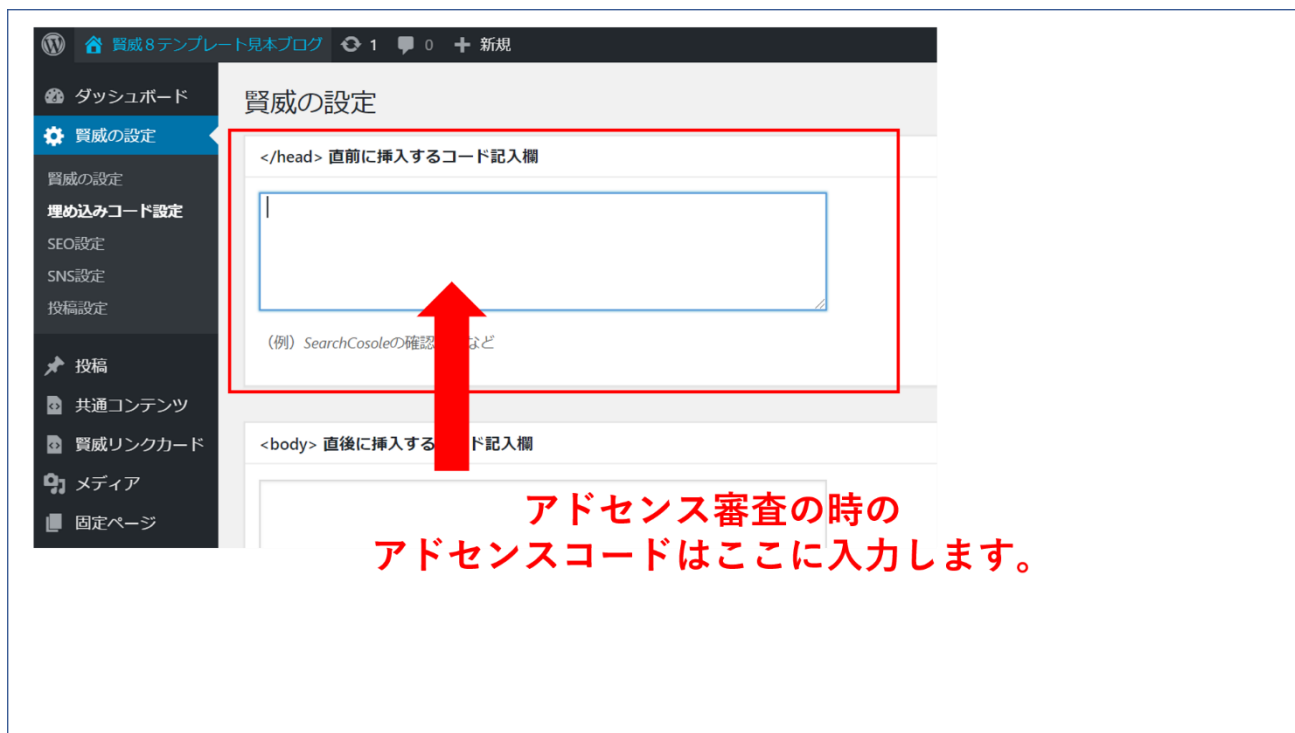 賢威８テンプレート見本ブログ 1 0 新規
ダッシュボード
賢威の設定
賢威の設定
埋め込みコード設定
SEO設定
SNS設定
投稿設定
投稿
共通コンテンツ
賢威リンクカード
メディア
固定ページ
賢威の設定
</head> 直前に挿入するコード記入欄
（例）SearchCosoleの確認 など
<body> 直後に挿入する ド記入欄
アドセンス審査の時の
アドセンスコードはここに入力します。